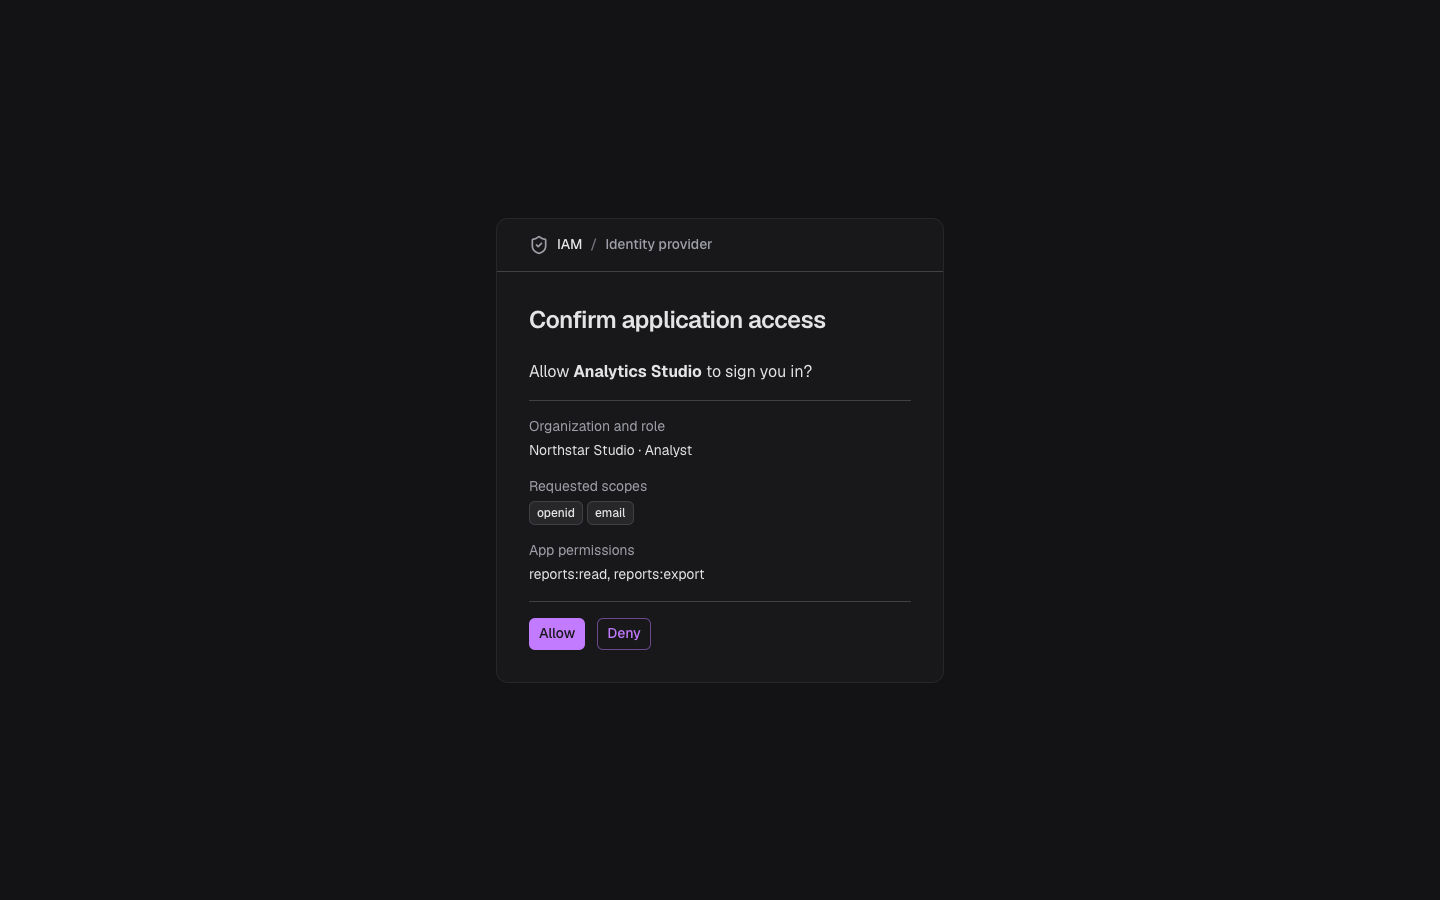 IAM / Identity provider
Confirm application access
Allow Analytics Studio to sign you in?
Organization and role
Northstar Studio · Analyst
Requested scopes
openid email
App permissions
reports:read, reports:export
Allow Deny